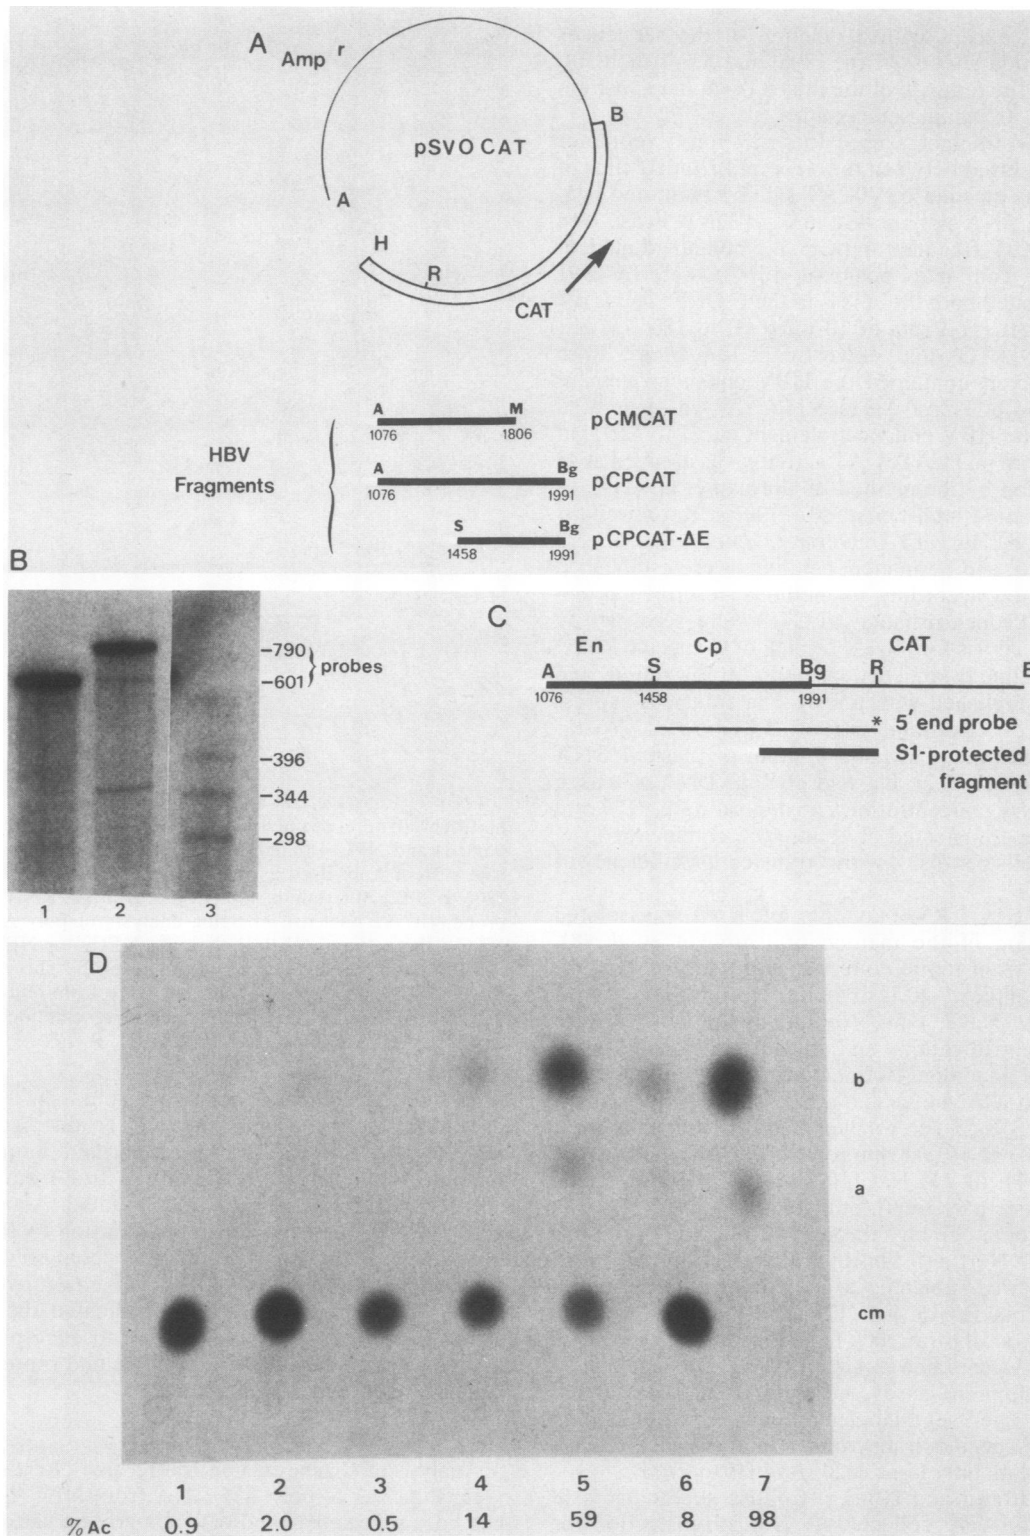 A
Amp r
pSVO CAT
B
A
H
R
CAT
HBV
Fragments
A M
1076 1806
pCMCAT
A Bg
1076 1991
pCPCAT
S Bg
1458 1991
pCPCAT-ΔE
B
790
601
probes
396
344
298
1 2 3
C
En Cp CAT
A S Bg R
1076 1458 1991
* 5' end probe
S1-protected
fragment
D
b
a
cm
1 2 3 4 5 6 7
% Ac 0.9 2.0 0.5 14 59 8 98